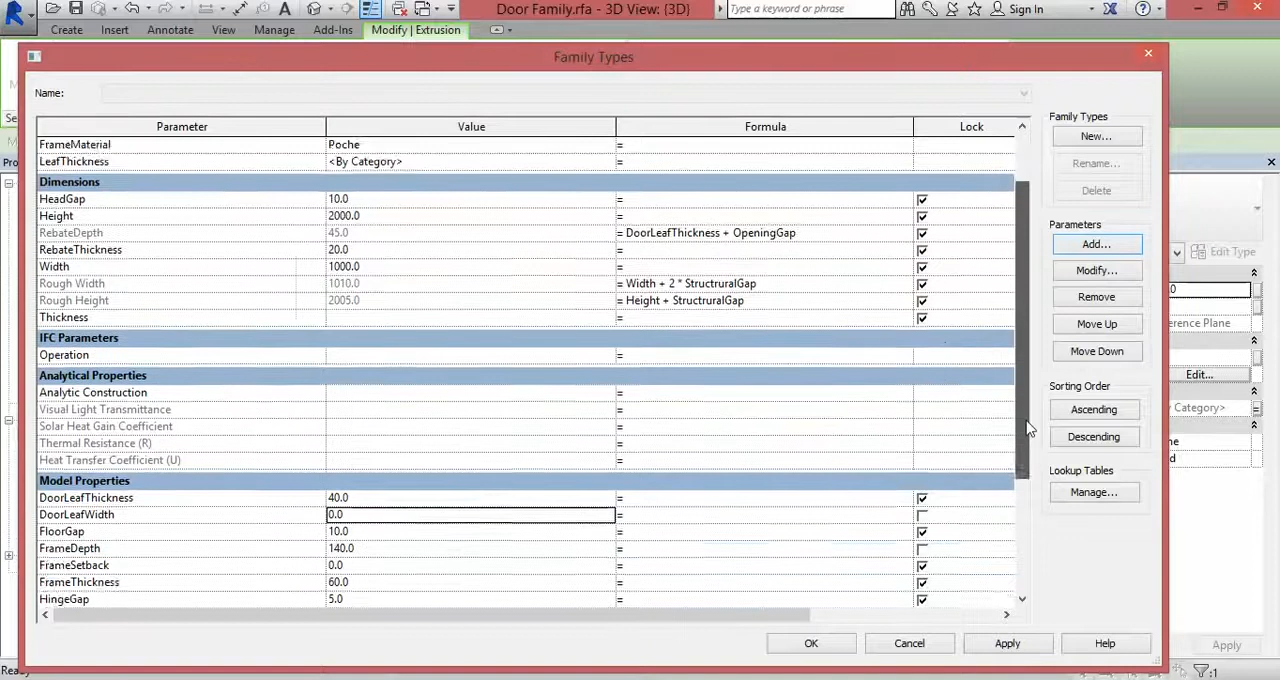 Door Family.rfa - 3D View: {3D}
Type a keyword or phrase
Sign In
Create Insert Annotate View Manage Add-Ins Modify | Extrusion
Family Types
Name:
Parameter Value Formula Lock
FrameMaterial Poche =
LeafThickness <By Category> =
Dimensions
HeadGap 10.0 =
Height 2000.0 =
RebateDepth 45.0 = DoorLeafThickness + OpeningGap
RebateThickness 20.0 =
Width 1000.0 =
Rough Width 1010.0 = Width + 2 * StructruralGap
Rough Height 2005.0 = Height + StructruralGap
Thickness =
IFC Parameters
Operation =
Analytical Properties
Analytic Construction =
Visual Light Transmittance =
Solar Heat Gain Coefficient =
Thermal Resistance (R) =
Heat Transfer Coefficient (U) =
Model Properties
DoorLeafThickness 40.0 =
DoorLeafWidth 0.0 =
FloorGap 10.0 =
FrameDepth 140.0 =
FrameSetback 0.0 =
FrameThickness 60.0 =
HingeGap 5.0 =
Family Types
New...
Rename...
Delete
Parameters
Add...
Modify...
Remove
Move Up
Move Down
Sorting Order
Ascending
Descending
Lookup Tables
Manage...
OK Cancel Apply Help
Edit Type
Edit...
Category>
Apply
:1